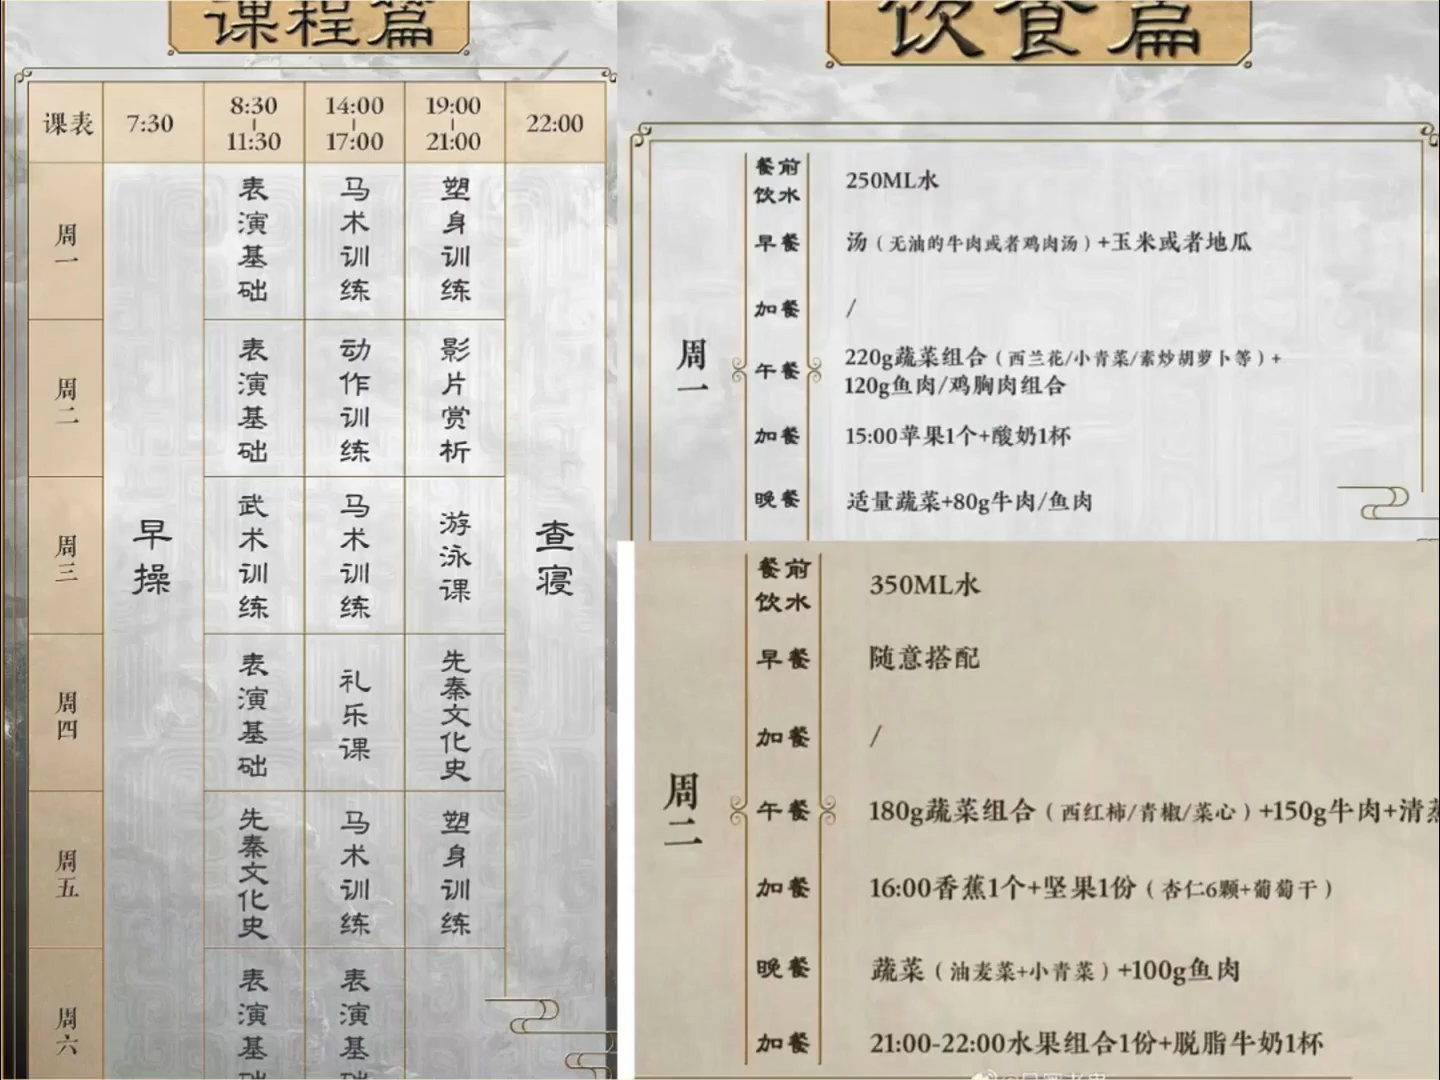 课程篇
课表 7:30 8:30-11:30 14:00-17:00 19:00-21:00 22:00
早操
查寝
周一 表演基础 马术训练 塑身训练
周二 表演基础 动作训练 影片赏析
周三 武术训练 马术训练 游泳课
周四 表演基础 礼乐课 先秦文化史
周五 先秦文化史 马术训练 塑身训练
周六 表演基础 表演基础
饮食篇
周一
餐前饮水 250ML水
早餐 汤（无油的牛肉或者鸡肉汤）+玉米或者地瓜
加餐 /
午餐 220g蔬菜组合（西兰花/小青菜/素炒胡萝卜等）+
120g鱼肉/鸡胸肉组合
加餐 15:00苹果1个+酸奶1杯
晚餐 适量蔬菜+80g牛肉/鱼肉
周二
餐前饮水 350ML水
早餐 随意搭配
加餐 /
午餐 180g蔬菜组合（西红柿/青椒/菜心）+150g牛肉+清蒸
加餐 16:00香蕉1个+坚果1份（杏仁6颗+葡萄干）
晚餐 蔬菜（油麦菜+小青菜）+100g鱼肉
加餐 21:00-22:00水果组合1份+脱脂牛奶1杯